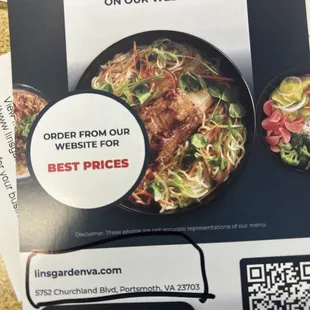 ON OUR WE
ORDER FROM OUR
WEBSITE FOR
BEST PRICES
Disclaimer: These photos are not accurate representations of our menu
linsgardenva.com
5752 Churchland Blvd, Portsmoth, VA 23703